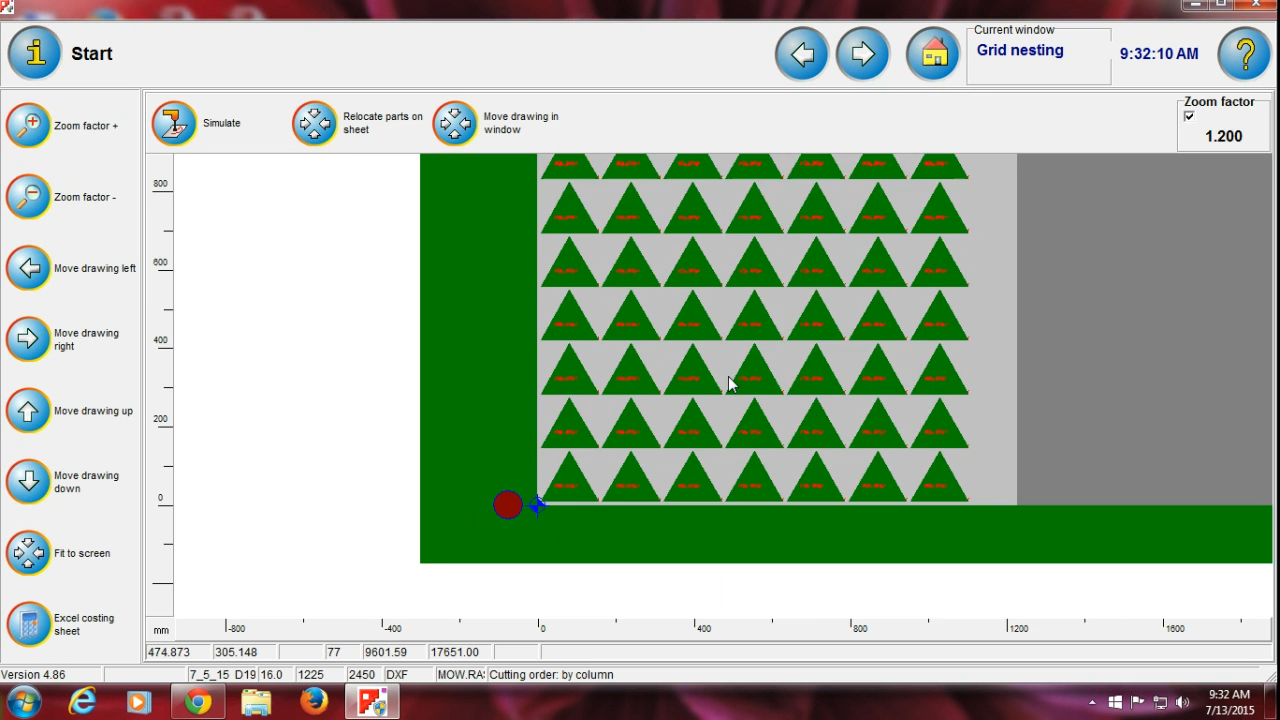 Start
Current window
Grid nesting
9:32:10 AM
Zoom factor +
Zoom factor -
Move drawing left
Move drawing
right
Move drawing up
Move drawing
down
Fit to screen
Excel costing
sheet
Simulate
Relocate parts on
sheet
Move drawing in
window
Zoom factor
1.200
800
600
400
200
0
mm
-800
-400
0
400
800
1200
1600
474.873 305.148 77 9601.59 17651.00
Version 4.86 7_5_15 D19 16.0 1225 2450 DXF MOW.RA Cutting order: by column
9:32 AM
7/13/2015